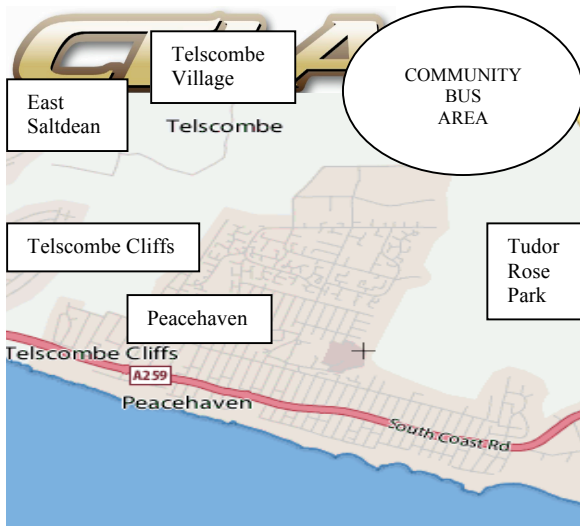 Telscombe
Village
COMMUNITY
BUS
AREA
East
Saltdean
Telscombe
Telscombe Cliffs
Tudor
Rose
Park
Peacehaven
Telscombe Cliffs
A259
Peacehaven
South Coast Rd